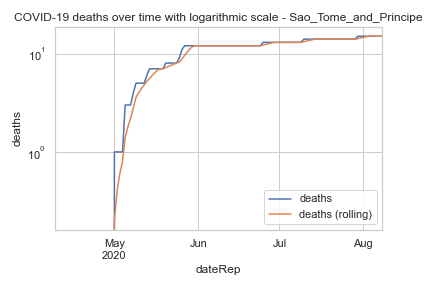 COVID-19 deaths over time with logarithmic scale - Sao_Tome_and_Principe
10¹
10⁰
deaths
May
2020
Jun
Jul
Aug
dateRep
deaths
deaths (rolling)